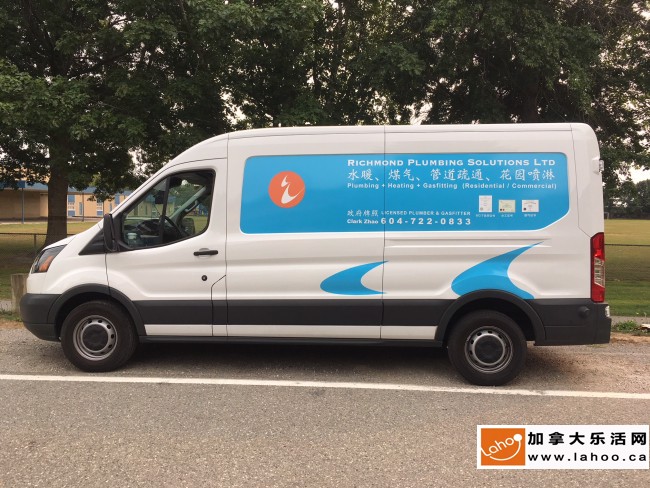 RICHMOND PLUMBING SOLUTIONS LTD
水暖、煤气、管道疏通、花园喷淋
Plumbing • Heating • Gasfitting (Residential / Commercial)
政府牌照 LICENSED PLUMBER & GASFITTER
Clark Zhao 604-722-0833
Lahoo
加拿大乐活网
www.lahoo.ca